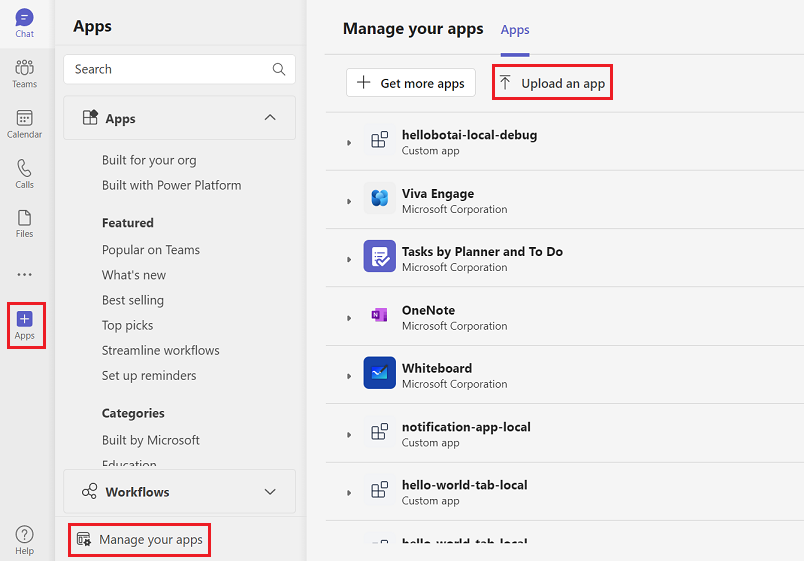 Chat
Teams
Calendar
Calls
Files
Apps
Help
Apps
Search
Apps
Built for your org
Built with Power Platform
Featured
Popular on Teams
What's new
Best selling
Top picks
Streamline workflows
Set up reminders
Categories
Built by Microsoft
Education
Workflows
Manage your apps
Manage your apps
Apps
Get more apps
Upload an app
hellobotai-local-debug
Custom app
Viva Engage
Microsoft Corporation
Tasks by Planner and To Do
Microsoft Corporation
OneNote
Microsoft Corporation
Whiteboard
Microsoft Corporation
notification-app-local
Custom app
hello-world-tab-local
Custom app
hello-world-tab-local